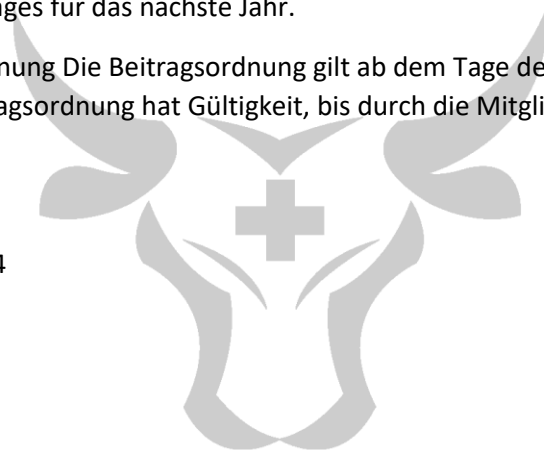 ges für das nächste Jahr.
nung Die Beitragsordnung gilt ab dem Tage de
agsordnung hat Gültigkeit, bis durch die Mitgli
4